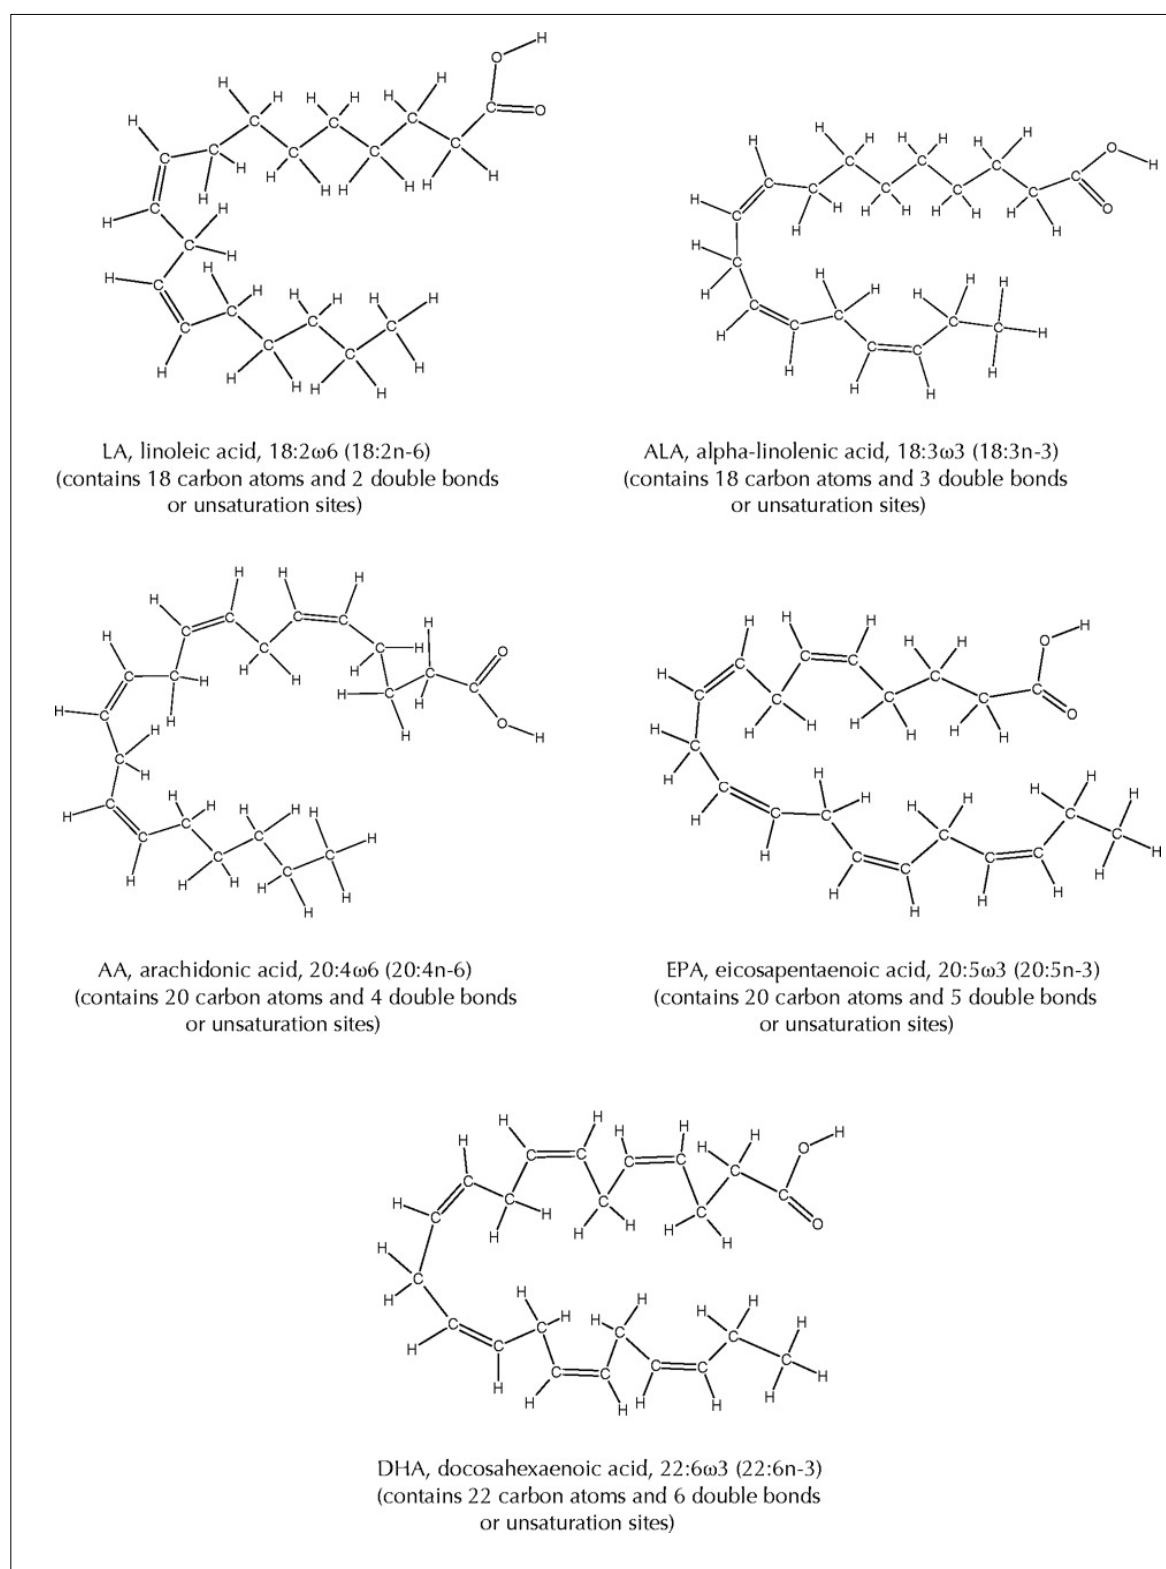 LA, linoleic acid, 18:2ω6 (18:2n-6)
(contains 18 carbon atoms and 2 double bonds
or unsaturation sites)
ALA, alpha-linolenic acid, 18:3ω3 (18:3n-3)
(contains 18 carbon atoms and 3 double bonds
or unsaturation sites)
AA, arachidonic acid, 20:4ω6 (20:4n-6)
(contains 20 carbon atoms and 4 double bonds
or unsaturation sites)
EPA, eicosapentaenoic acid, 20:5ω3 (20:5n-3)
(contains 20 carbon atoms and 5 double bonds
or unsaturation sites)
DHA, docosahexaenoic acid, 22:6ω3 (22:6n-3)
(contains 22 carbon atoms and 6 double bonds
or unsaturation sites)